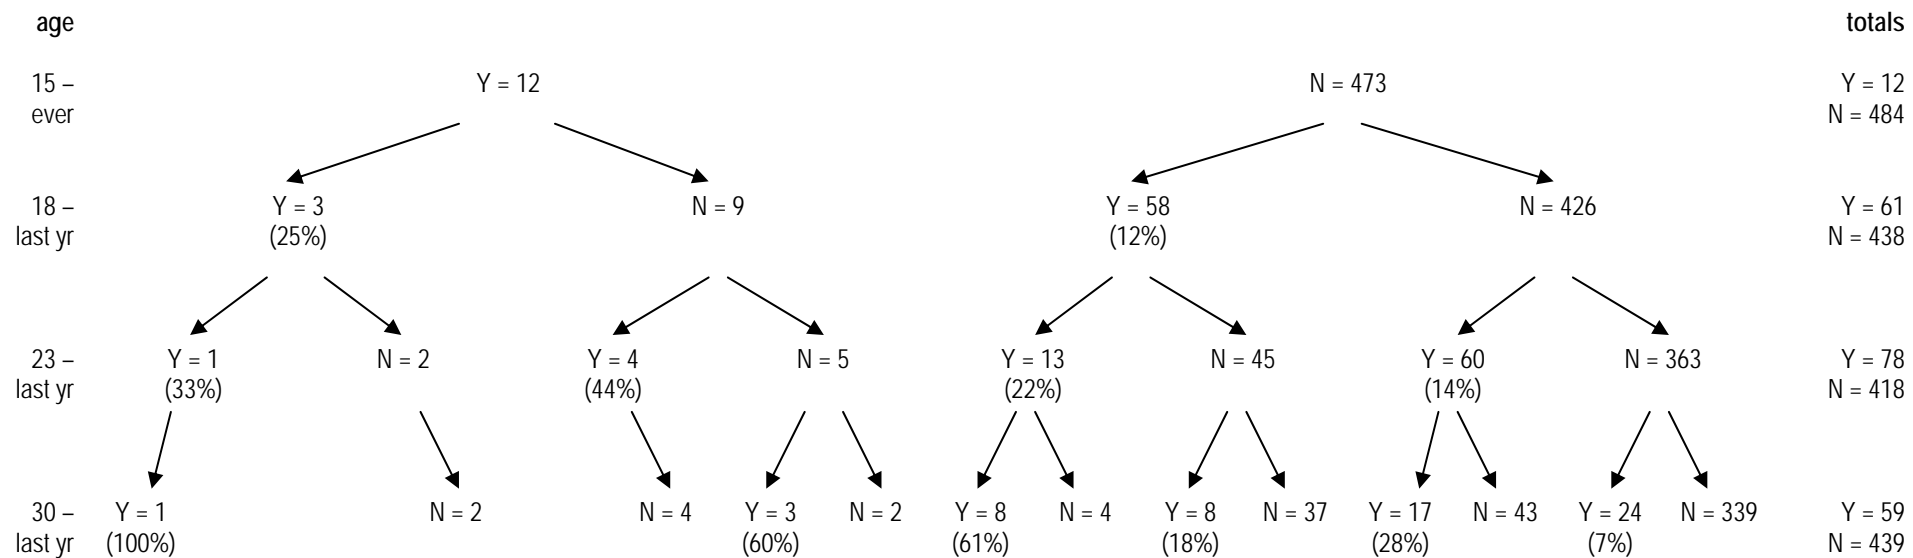 age totals
15 – Y = 12 N = 473 Y = 12
ever N = 484
18 – Y = 3 N = 9 Y = 58 N = 426 Y = 61
last yr (25%) (12%) N = 438
23 – Y = 1 N = 2 Y = 4 N = 5 Y = 13 N = 45 Y = 60 N = 363 Y = 78
last yr (33%) (44%) (22%) (14%) N = 418
30 – Y = 1 N = 2 N = 4 Y = 3 N = 2 Y = 8 N = 4 Y = 8 N = 37 Y = 17 N = 43 Y = 24 N = 339 Y = 59
last yr (100%) (60%) (61%) (18%) (28%) (7%) N = 439